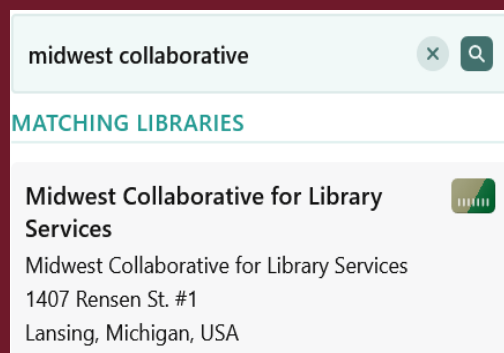 midwest collaborative
MATCHING LIBRARIES
Midwest Collaborative for Library
Services
Midwest Collaborative for Library Services
1407 Rensen St. #1
Lansing, Michigan, USA